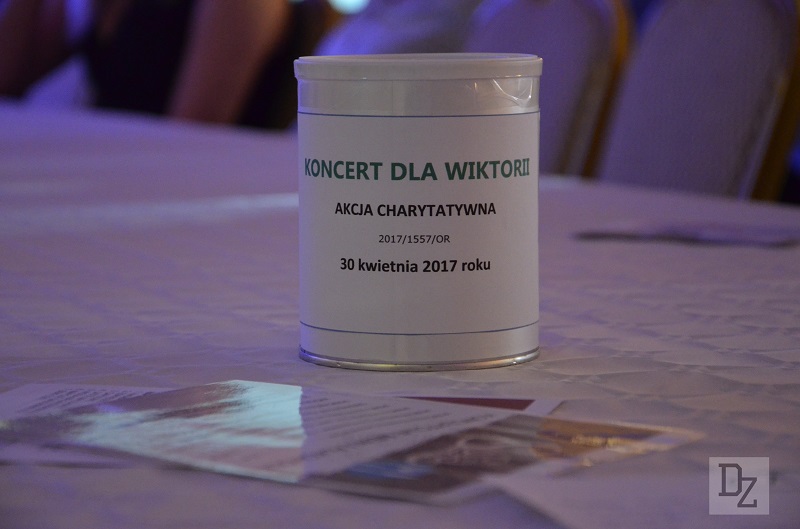 KONCERT DLA WIKTORII
AKCJA CHARYTATYWNA
2017/1557/OR
30 kwietnia 2017 roku
DZ